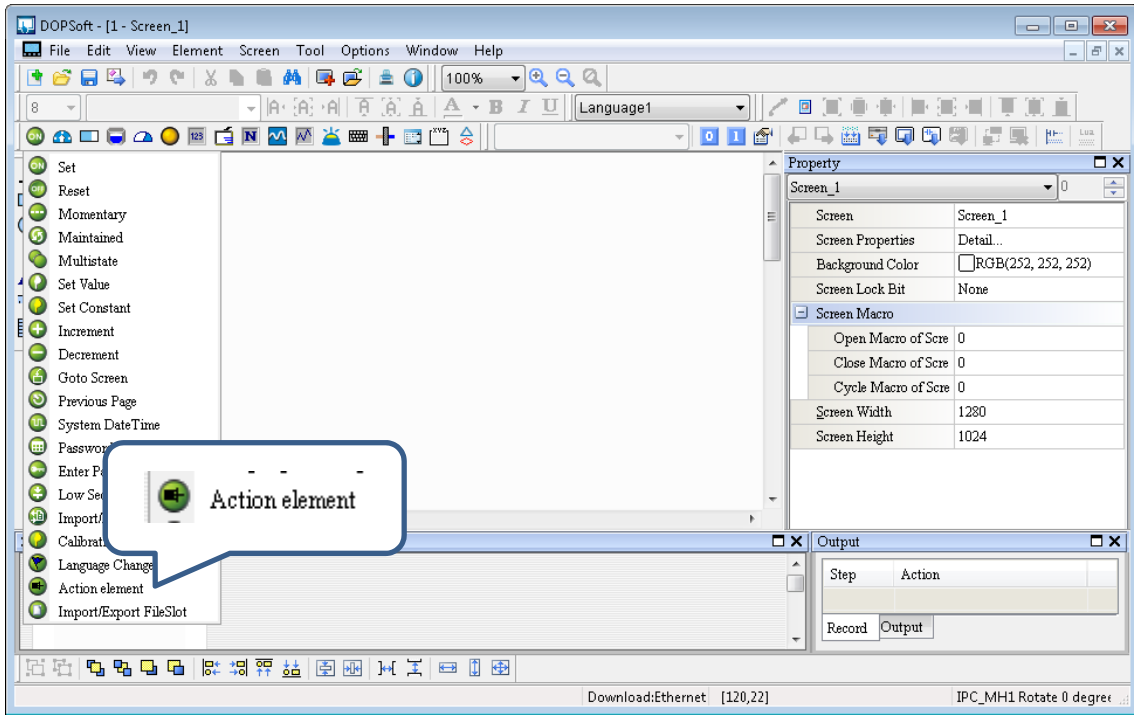 DOPSoft - [1 - Screen_1]
File Edit View Element Screen Tool Options Window Help
100%
8
Language1
Set
Reset
Momentary
Maintained
Multistate
Set Value
Set Constant
Increment
Decrement
Goto Screen
Previous Page
System DateTime
Passwor
Enter P
Low Se
Import/
Calibrat
Language Change
Action element
Import/Export FileSlot
Action element
Property
Screen_1 0
Screen Screen_1
Screen Properties Detail...
Background Color RGB(252, 252, 252)
Screen Lock Bit None
Screen Macro
Open Macro of Scre 0
Close Macro of Scre 0
Cycle Macro of Scre 0
Screen Width 1280
Screen Height 1024
Output
Step Action
Record Output
Download:Ethernet [120,22] IPC_MH1 Rotate 0 degree